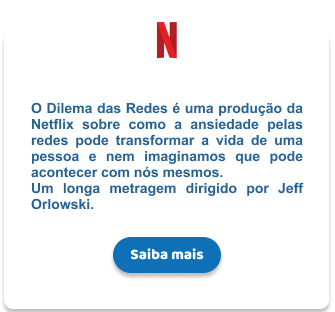 N
O Dilema das Redes é uma produção da
Netflix sobre como a ansiedade pelas
redes pode transformar a vida de uma
pessoa e nem imaginamos que pode
acontecer com nós mesmos.
Um longa metragem dirigido por Jeff
Orlowski.
Saiba mais